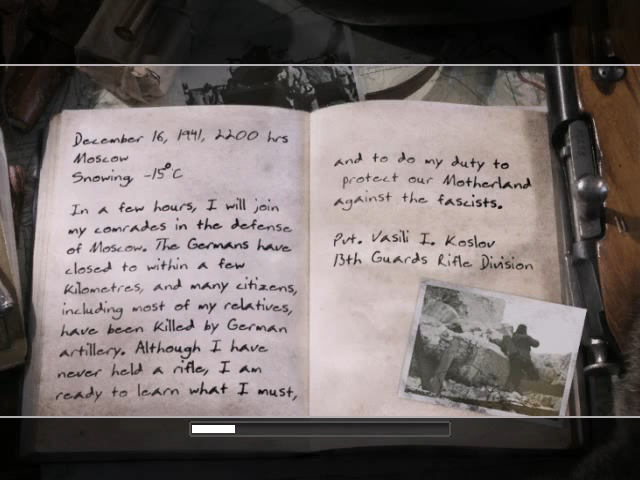 December 16, 1941, 2200 hrs
Moscow
Snowing, -15°C
In a few hours, I will join
my comrades in the defense
of Moscow. The Germans have
closed to within a few
kilometres, and many citizens,
including most of my relatives,
have been killed by German
artillery. Although I have
never held a rifle, I am
ready to learn what I must,
and to do my duty to
protect our Motherland
against the fascists.
Pvt. Vasili I. Koslov
13th Guards Rifle Division